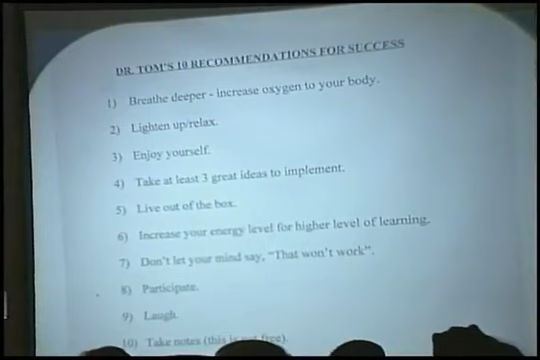 DR. TOM'S 10 RECOMMENDATIONS FOR SUCCESS
1) Breathe deeper - increase oxygen to your body.
2) Lighten up/relax.
3) Enjoy yourself.
4) Take at least 3 great ideas to implement.
5) Live out of the box.
6) Increase your energy level for higher level of learning.
7) Don't let your mind say, "That won't work".
8) Participate.
9) Laugh.
10) Take notes (this is not free).